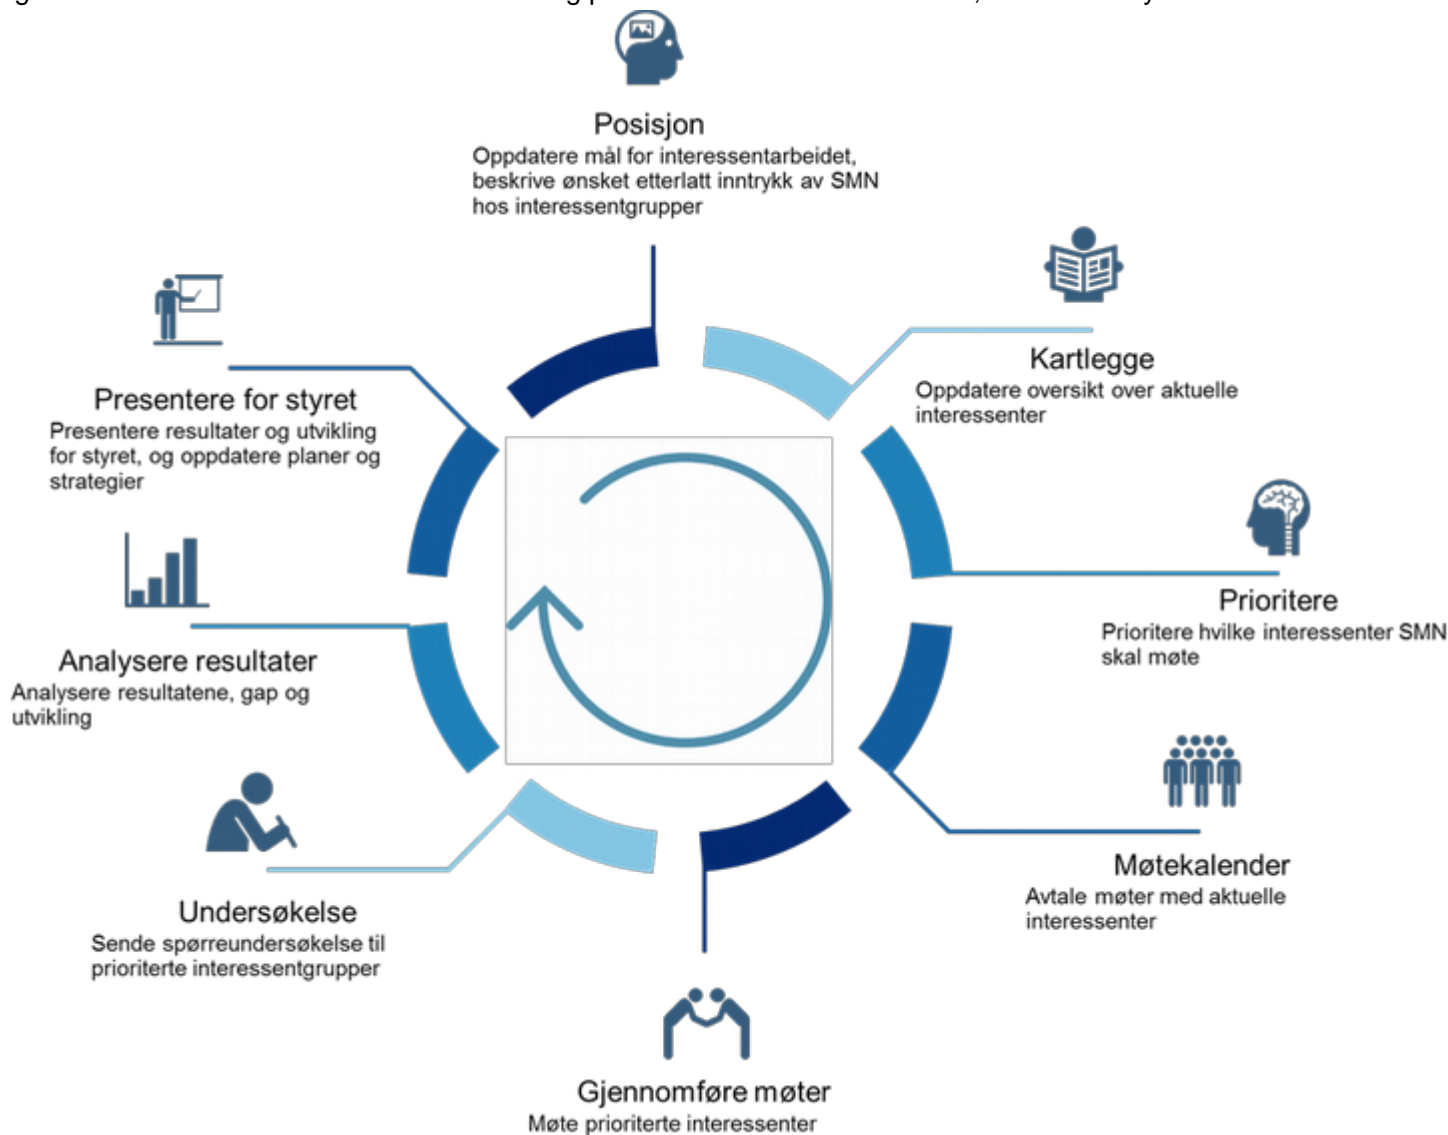 Posisjon
Oppdatere mål for interessentarbeidet,
beskrive ønsket etterlatt inntrykk av SMN
hos interessentgrupper
Kartlegge
Oppdatere oversikt over aktuelle
interessenter
Prioritere
Prioritere hvilke interessenter SMN
skal møte
Møtekalender
Avtale møter med aktuelle
interessenter
Gjennomføre møter
Møte prioriterte interessenter
Undersøkelse
Sende spørreundersøkelse til
prioriterte interessentgrupper
Analysere resultater
Analysere resultatene, gap og
utvikling
Presentere for styret
Presentere resultater og utvikling
for styret, og oppdatere planer og
strategier